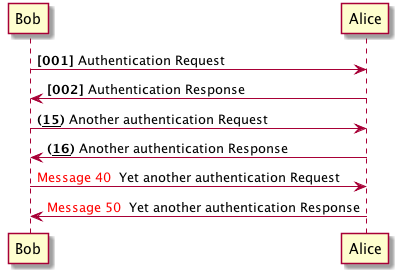 Bob Alice
[001] Authentication Request
[002] Authentication Response
(15) Another authentication Request
(16) Another authentication Response
Message 40 Yet another authentication Request
Message 50 Yet another authentication Response
Bob Alice